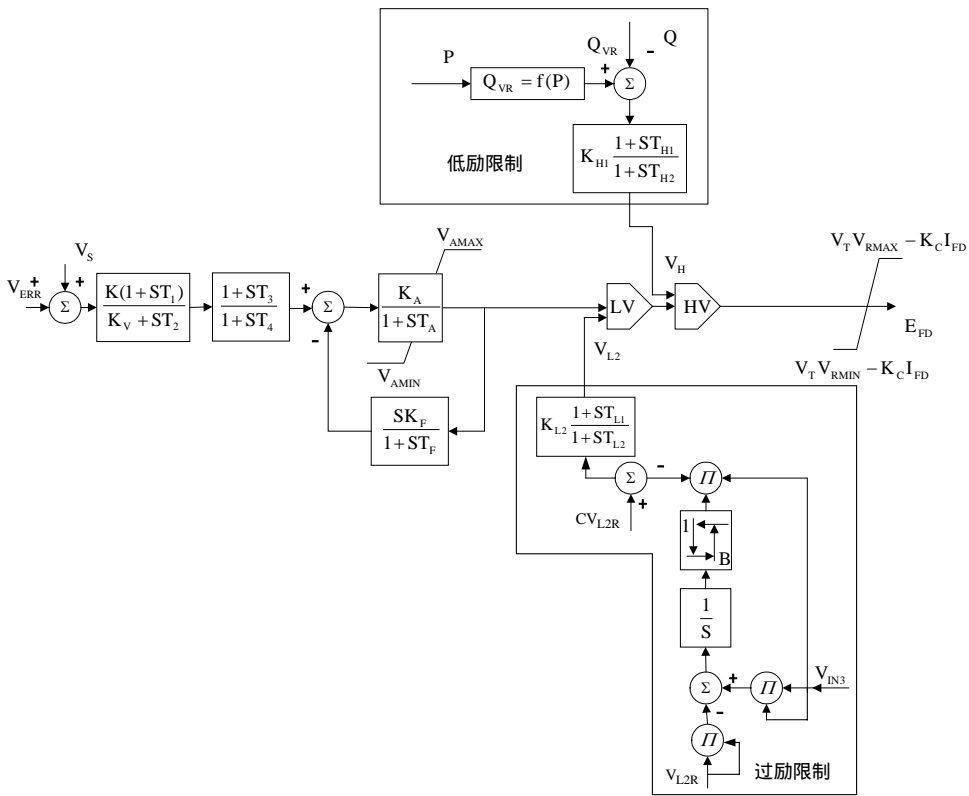 P
Q_VR = f(P)
Q_VR
-
Q
+
Σ
K_H1 (1+ST_H1)/(1+ST_H2)
低励限制
V_H
V_ERR
+
V_S
+
Σ
K(1+ST_1)/(K_V+ST_2)
(1+ST_3)/(1+ST_4)
+
-
Σ
V_AMAX
K_A/(1+ST_A)
V_AMIN
SK_F/(1+ST_F)
LV
HV
V_T V_RMAX − K_C I_FD
E_FD
V_T V_RMIN − K_C I_FD
V_L2
K_L2 (1+ST_L1)/(1+ST_L2)
Σ
-
+
CV_L2R
Π
1
B
1/S
Σ
+
-
Π
V_IN3
Π
V_L2R
过励限制